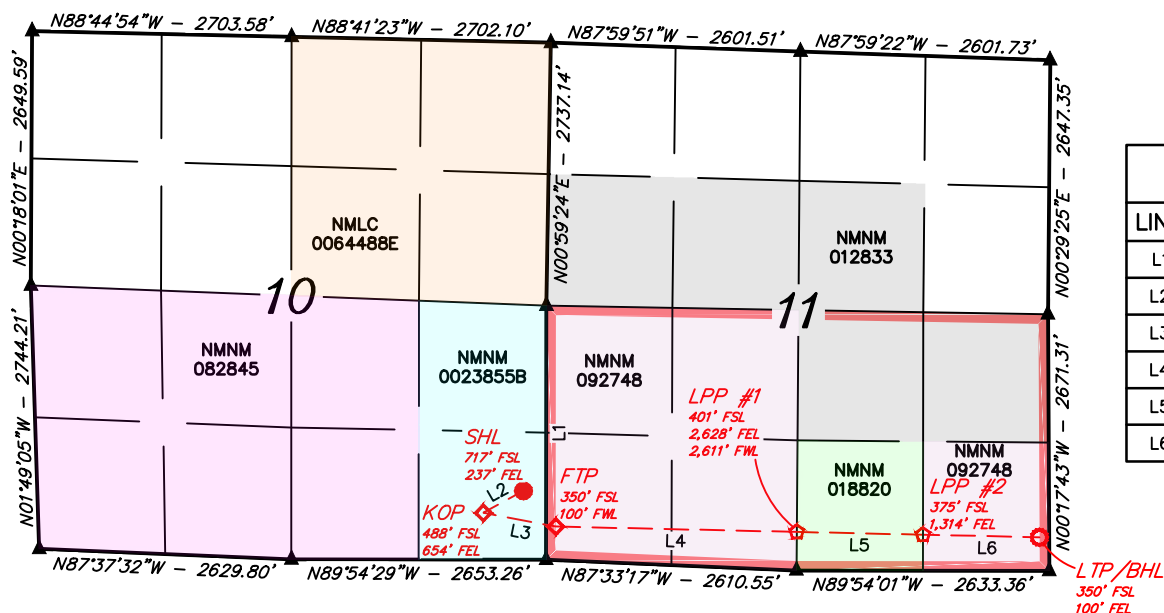 N88°44'54"W - 2703.58'
N88°41'23"W - 2702.10'
N87°59'51"W - 2601.51'
N87°59'22"W - 2601.73'
N00°18'01"E - 2649.59'
N00°59'24"E - 2737.14'
N00°29'25"E - 2647.35'
NMLC
0064488E
NMNM
012833
10
11
LIN
L1
L2
L3
L4
L5
L6
N01°49'05"W - 2744.21'
NMNM
082845
NMNM
0023855B
NMNM
092748
L1
LPP #1
401' FSL
2,628' FEL
2,611' FWL
N00°17'43"W - 2671.31'
SHL
717' FSL
237' FEL
NMNM
018820
NMNM
092748
FTP
350' FSL
100' FWL
LPP #2
375' FSL
1,314' FEL
KOP
488' FSL
654' FEL
L2
L3
L4
L5
L6
LTP/BHL
350' FSL
100' FEL
N87°37'32"W - 2629.80'
N89°54'29"W - 2653.26'
N87°33'17"W - 2610.55'
N89°54'01"W - 2633.36'